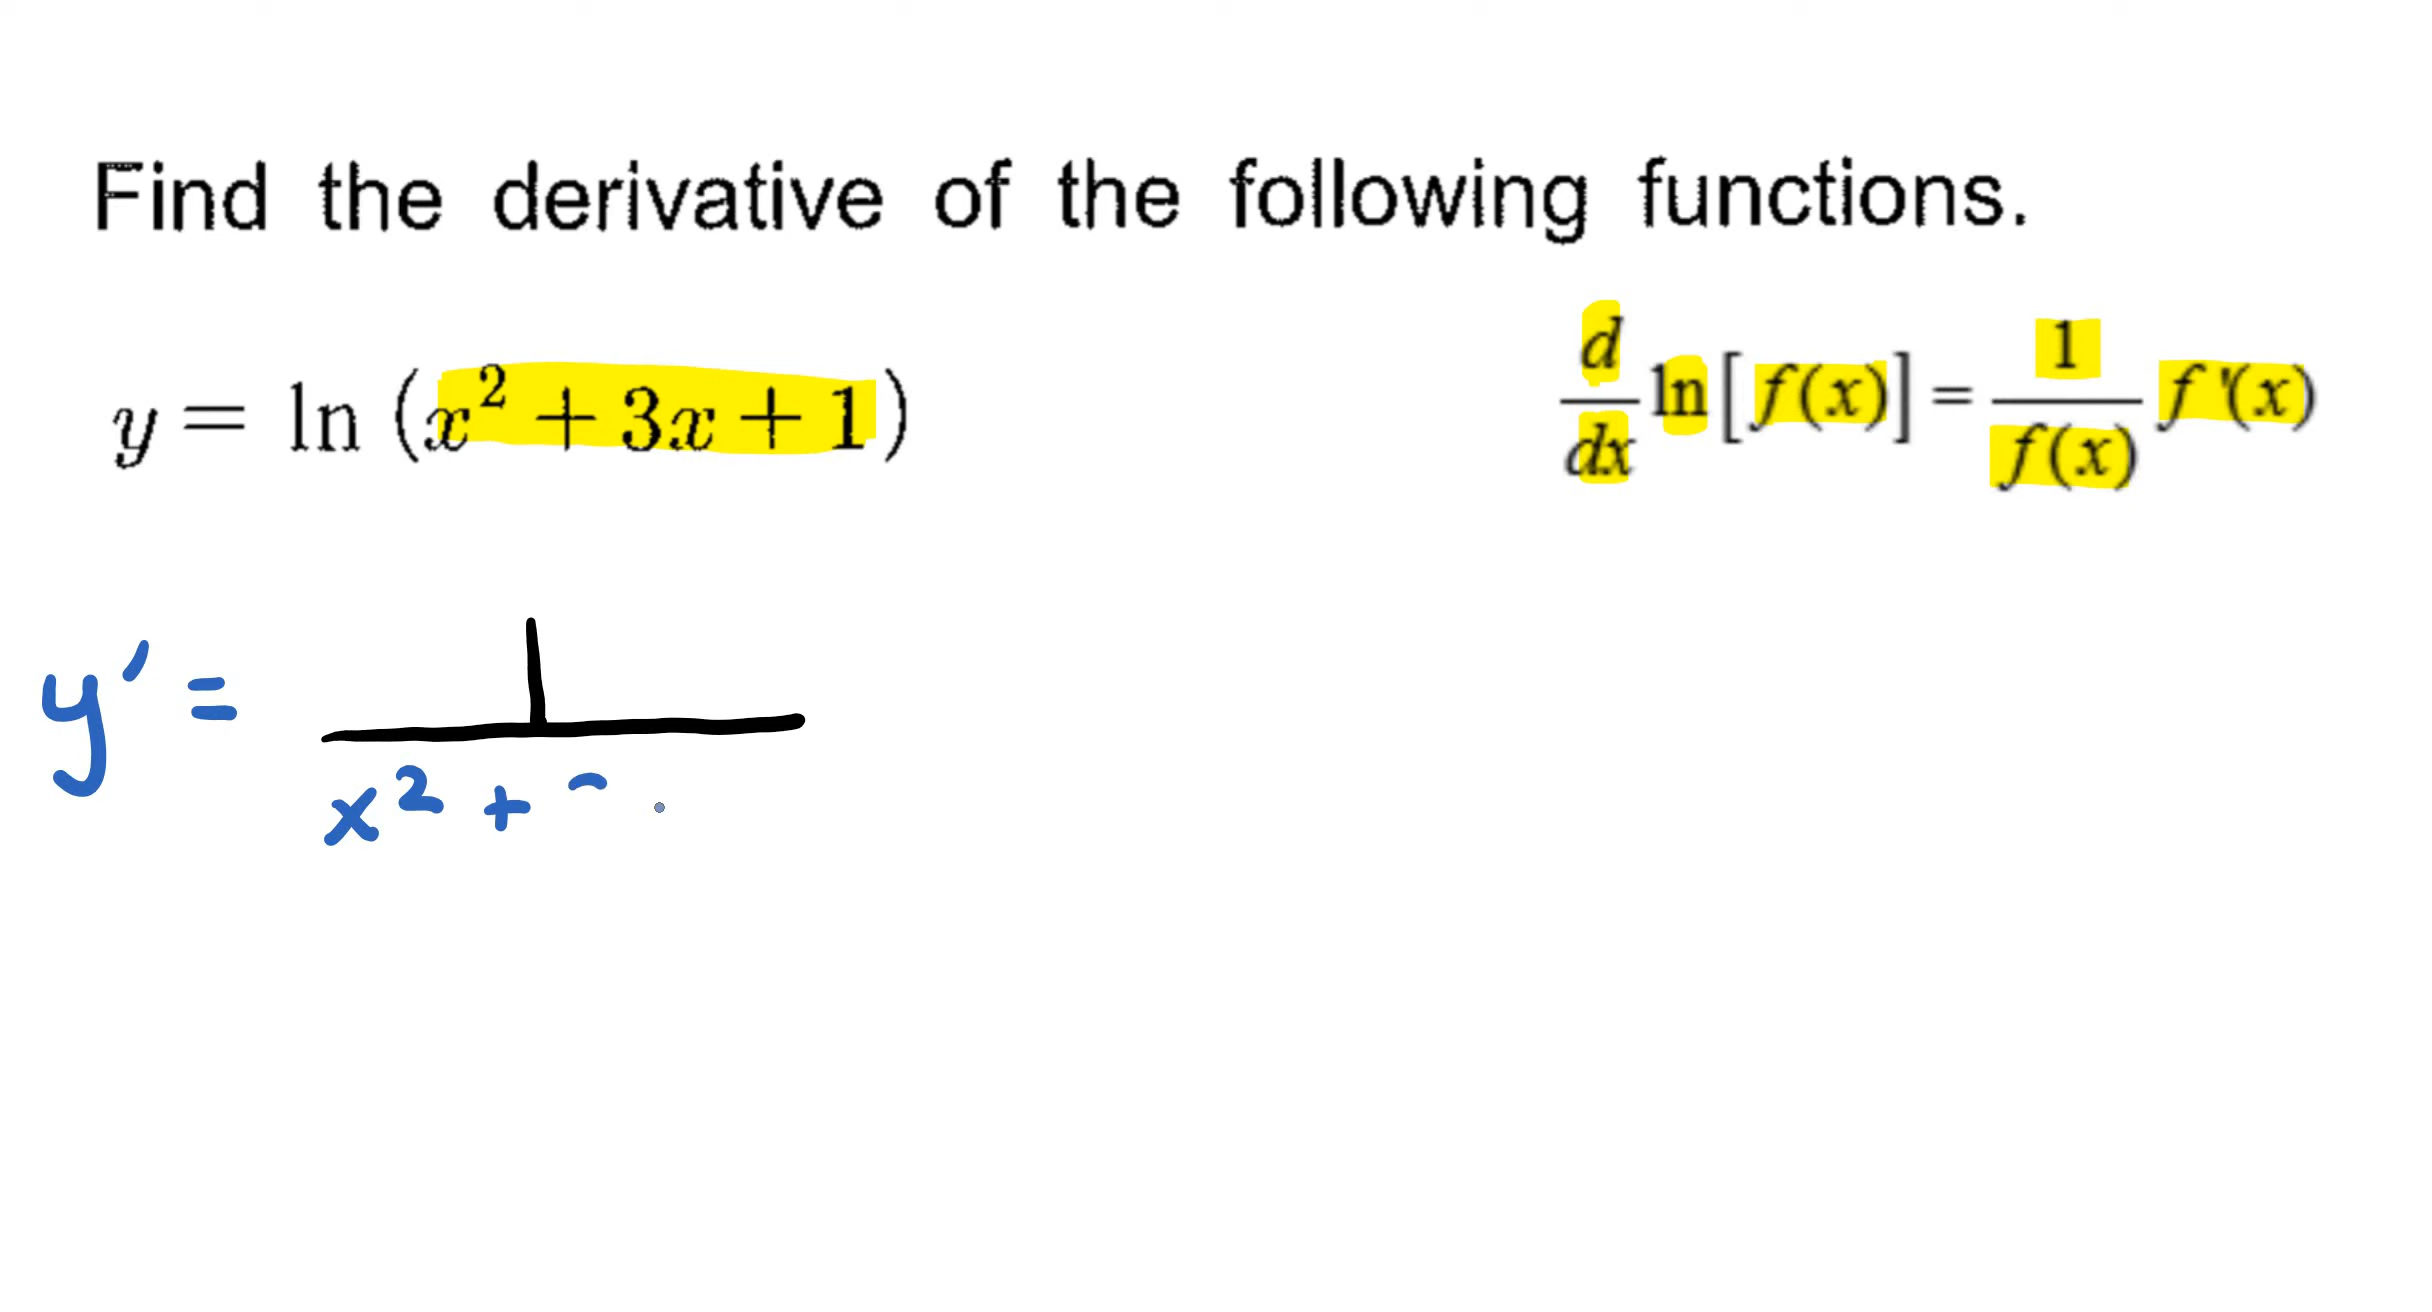 Find the derivative of the following functions.
y = ln (x² + 3x + 1)
d/dx ln[f(x)] = 1/f(x) f'(x)
y' = 1/x² +